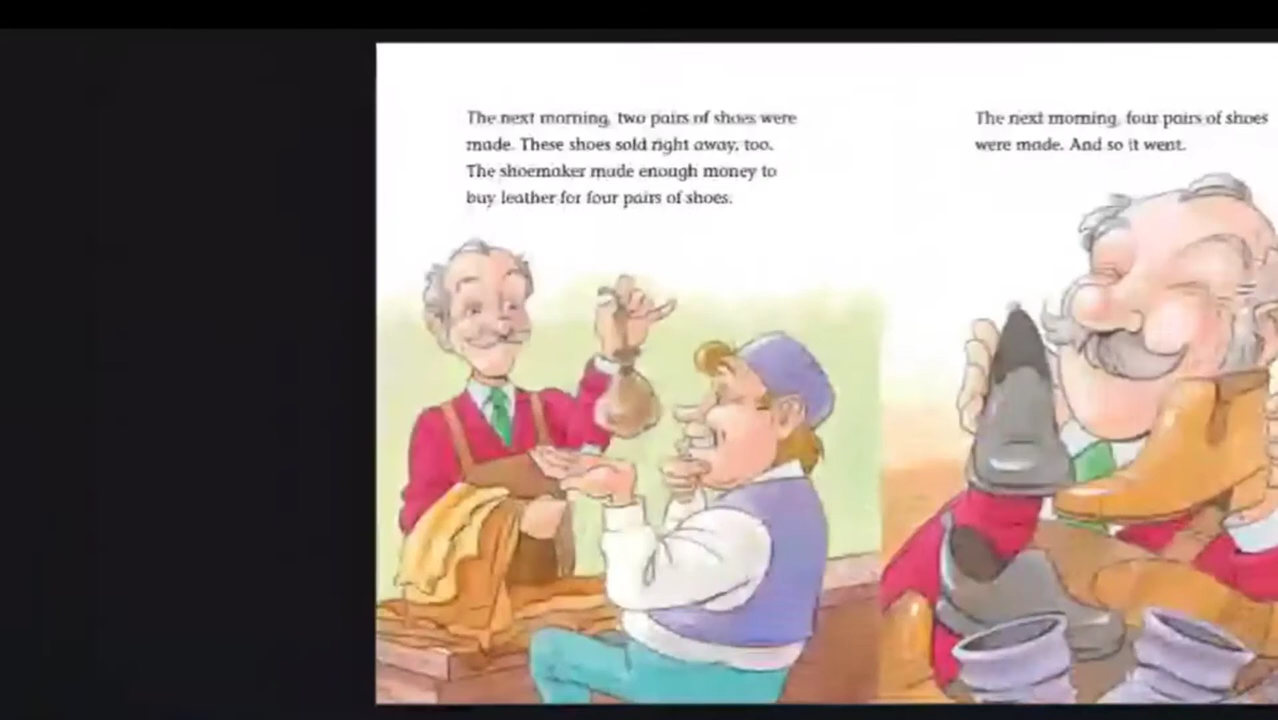 The next morning, two pairs of shoes were
made. These shoes sold right away, too.
The shoemaker made enough money to
buy leather for four pairs of shoes.
The next morning, four pairs of shoes
were made. And so it went.